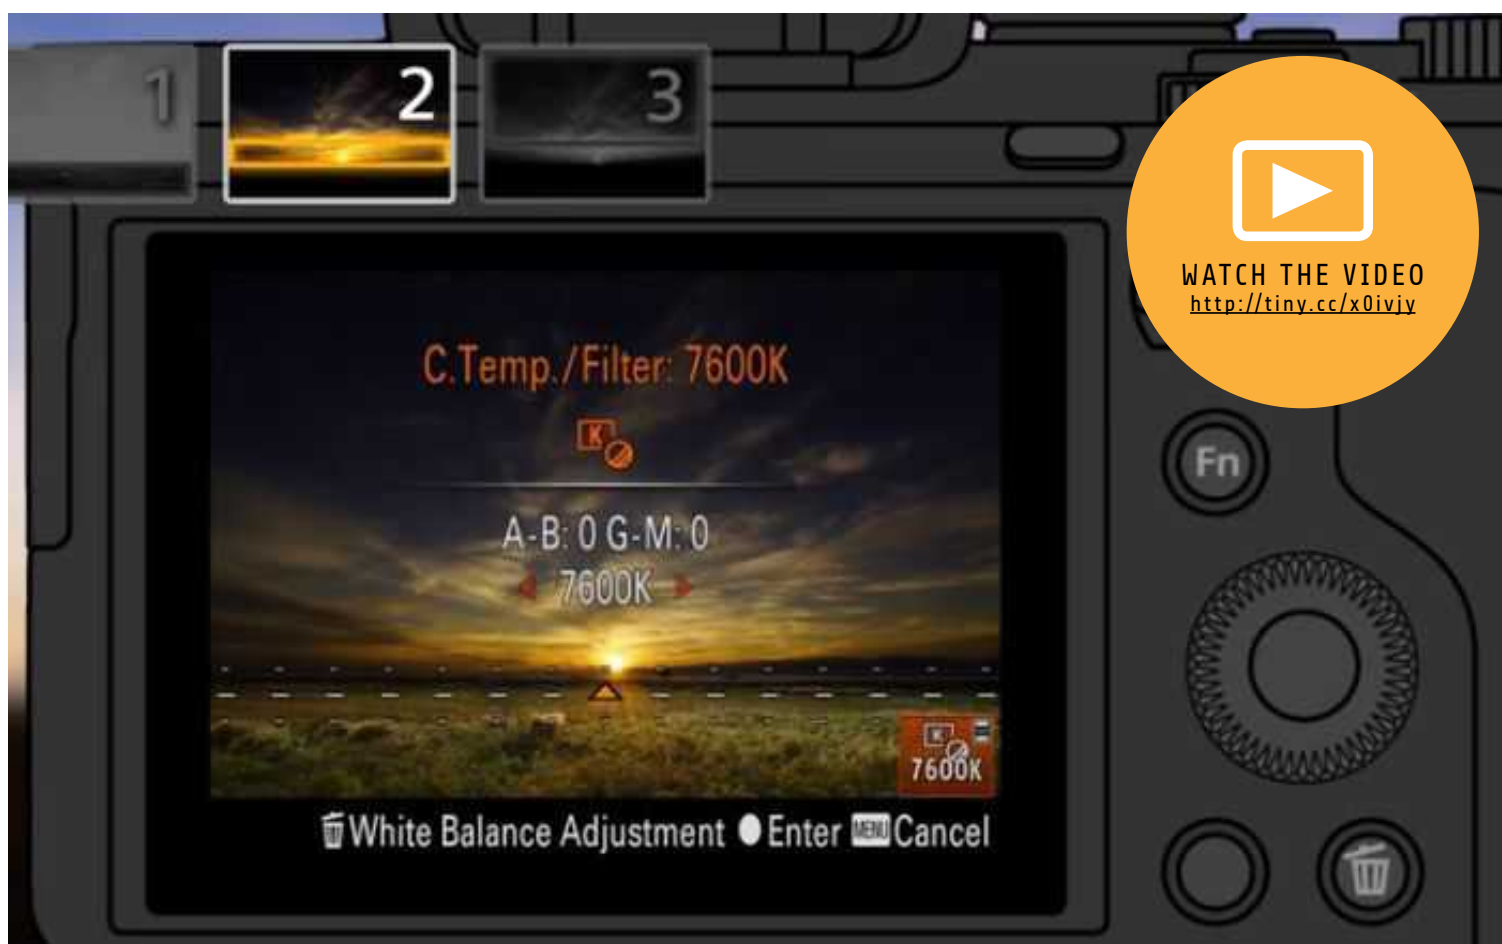 1
2
3
WATCH THE VIDEO
http://tiny.cc/x0ivjy
C.Temp./Filter: 7600K
K
A-B: 0 G-M: 0
7600K
Fn
K
7600K
White Balance Adjustment Enter MENU Cancel